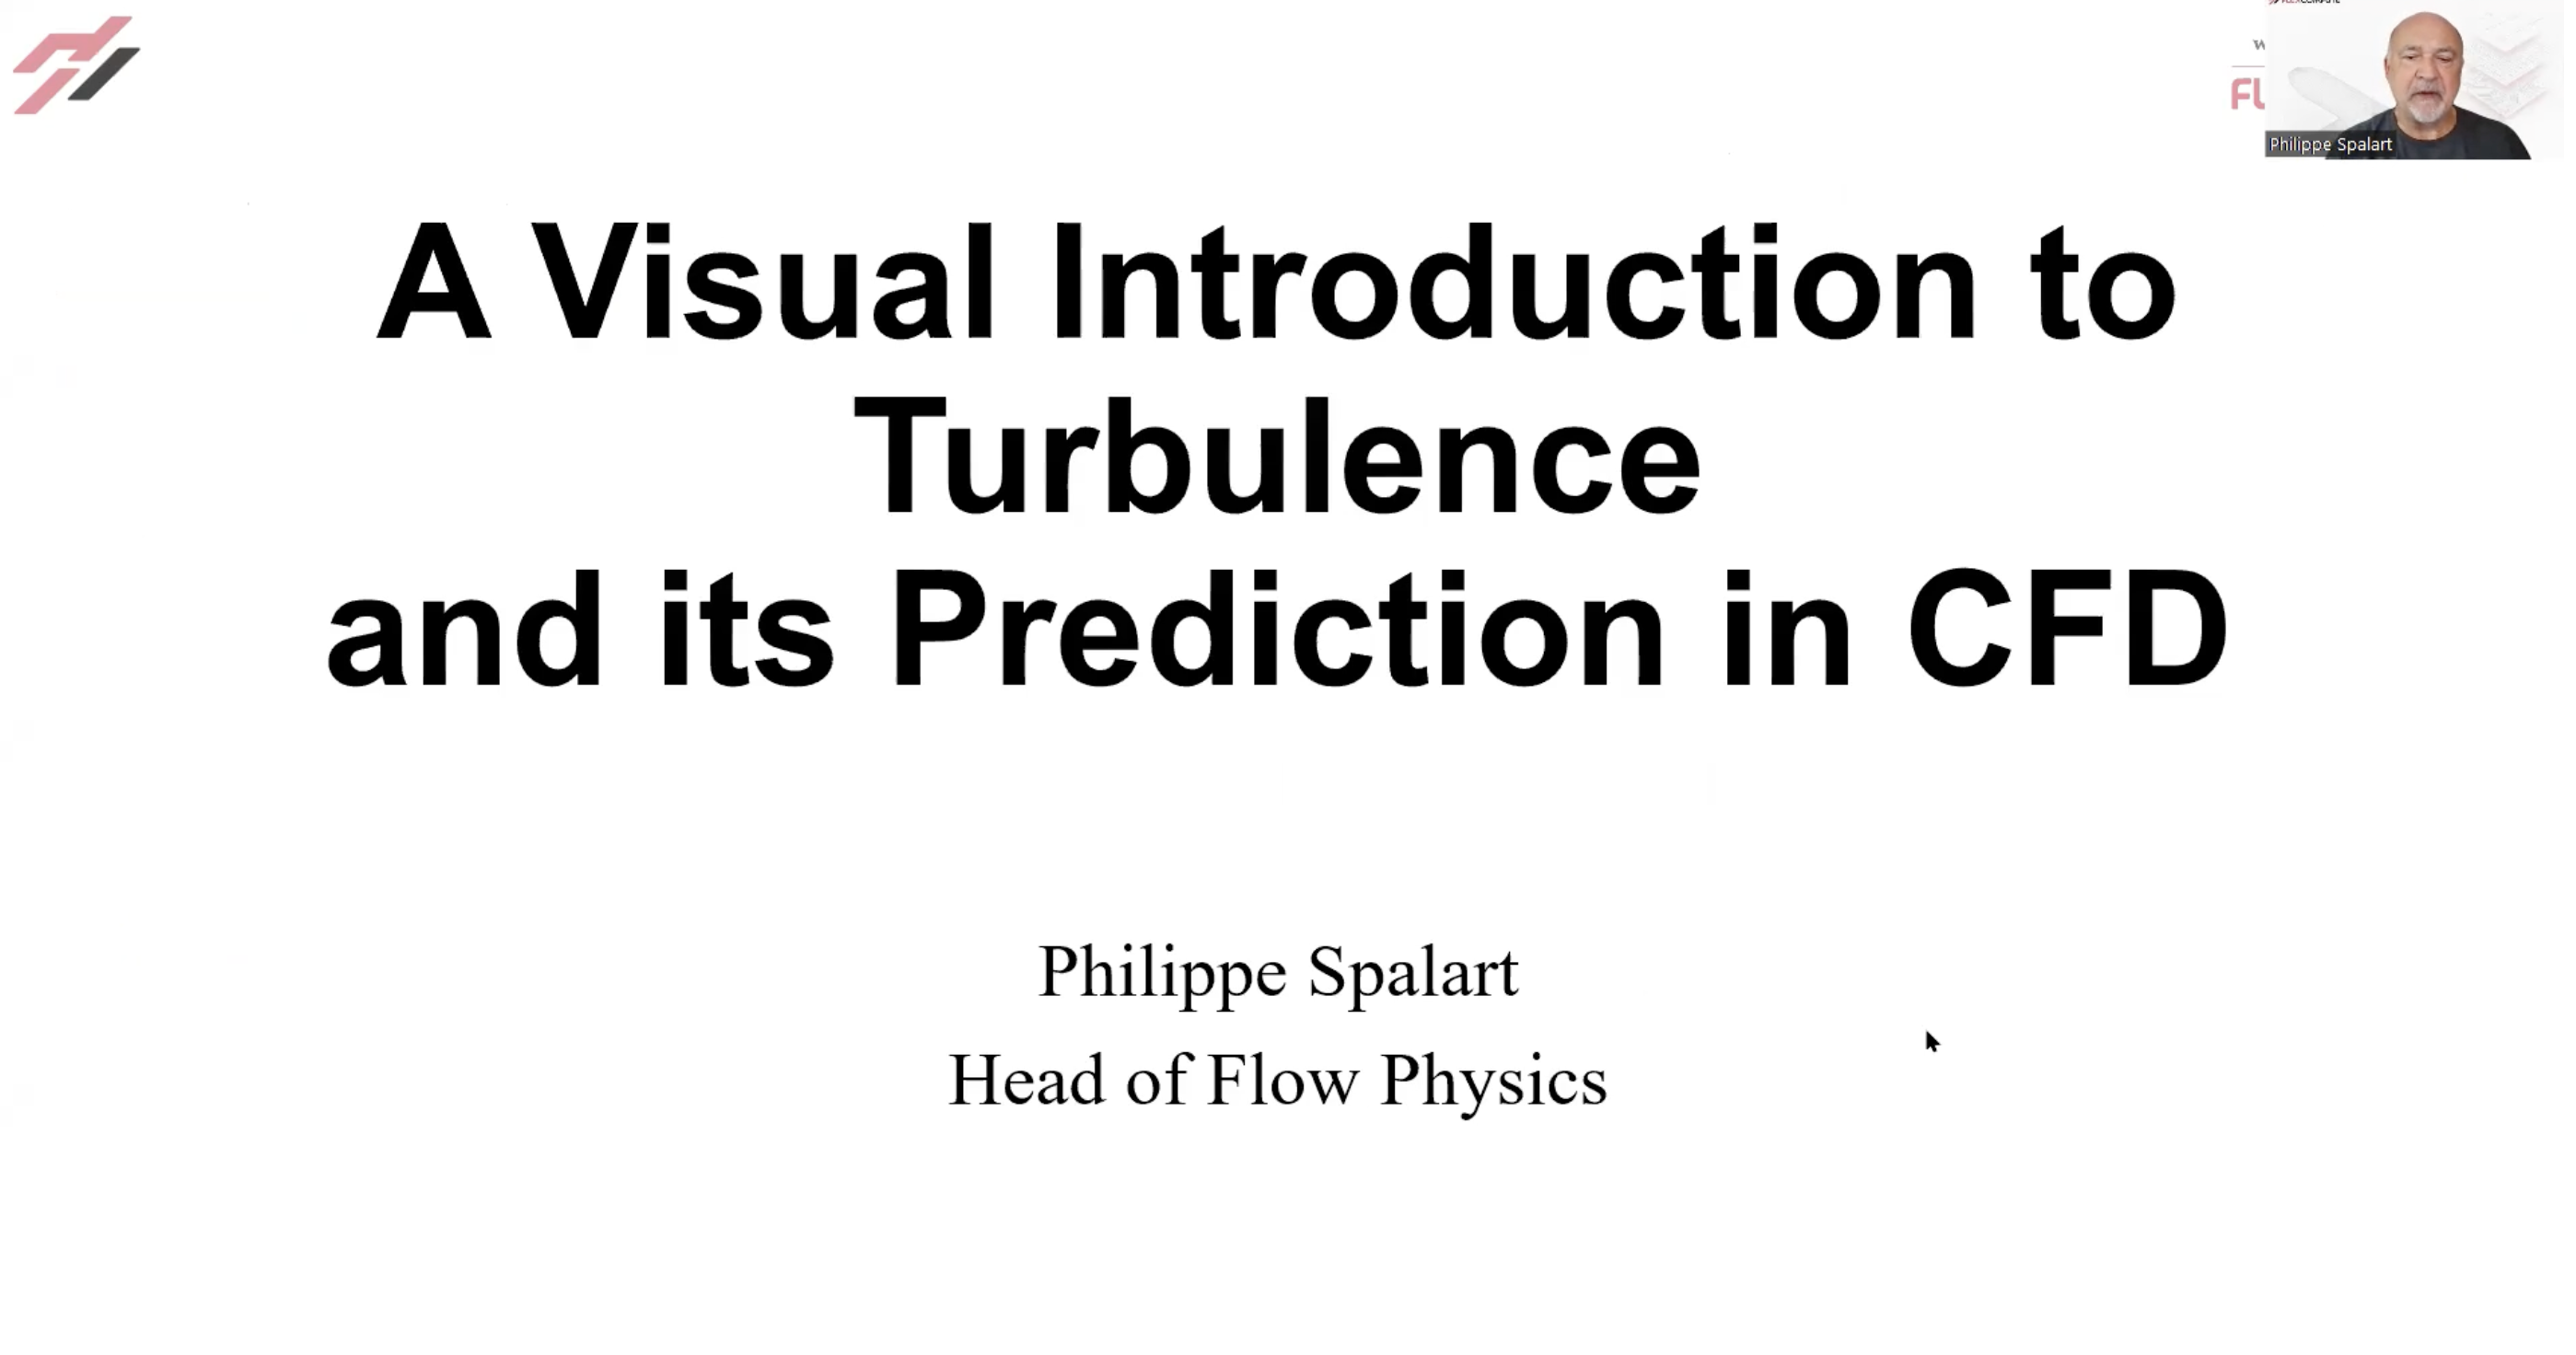 A Visual Introduction to
Turbulence
and its Prediction in CFD
Philippe Spalart
Head of Flow Physics
Philippe Spalart